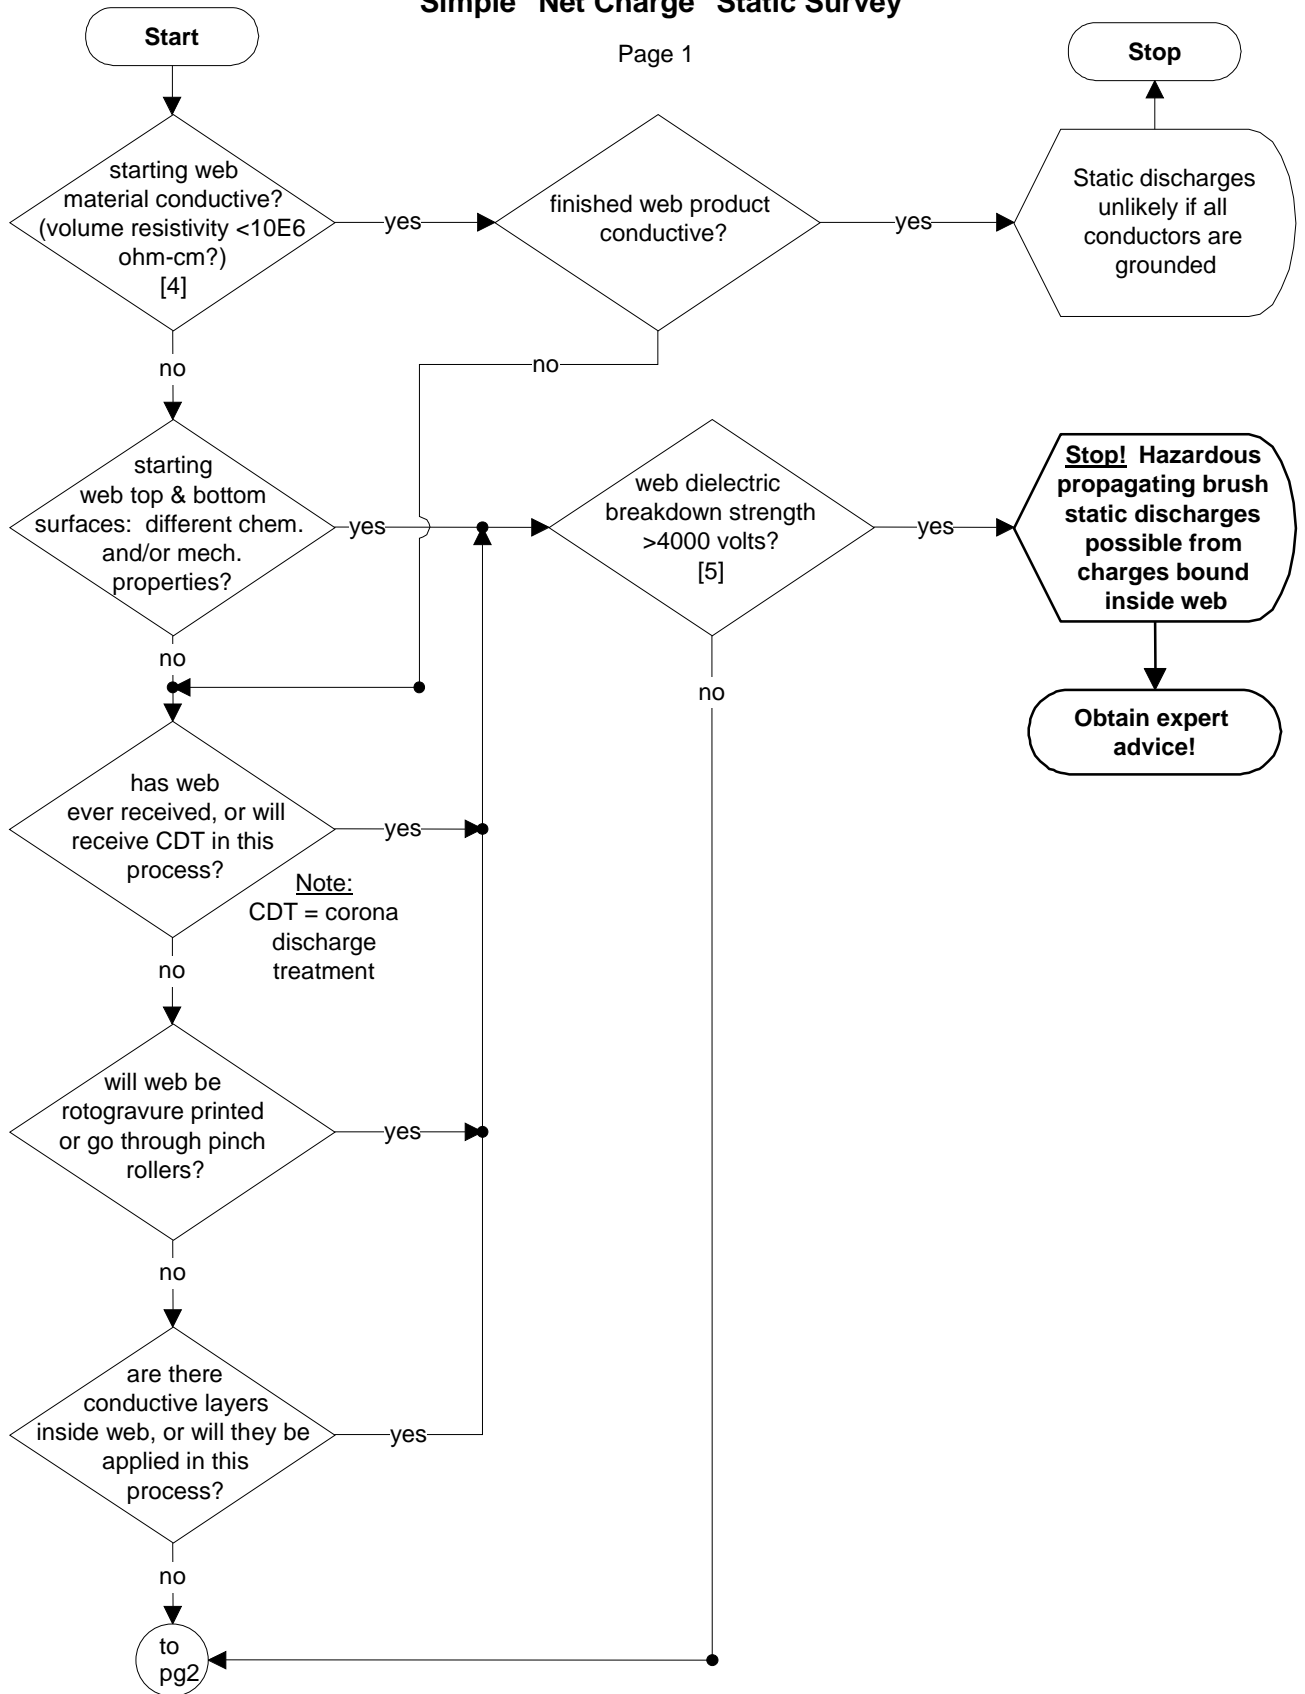 Simple "Net Charge" Static Survey
Page 1
Start
Stop
starting web
material conductive?
(volume resistivity <10E6
ohm-cm?)
[4]
yes
finished web product
conductive?
yes
Static discharges
unlikely if all
conductors are
grounded
no
no
starting
web top & bottom
surfaces:  different chem.
and/or mech.
properties?
yes
web dielectric
breakdown strength
>4000 volts?
[5]
yes
Stop!  Hazardous
propagating brush
static discharges
possible from
charges bound
inside web
no
no
Obtain expert
advice!
has web
ever received, or will
receive CDT in this
process?
yes
Note:
CDT = corona
discharge
treatment
no
will web be
rotogravure printed
or go through pinch
rollers?
yes
no
are there
conductive layers
inside web, or will they be
applied in this
process?
yes
no
to
pg2